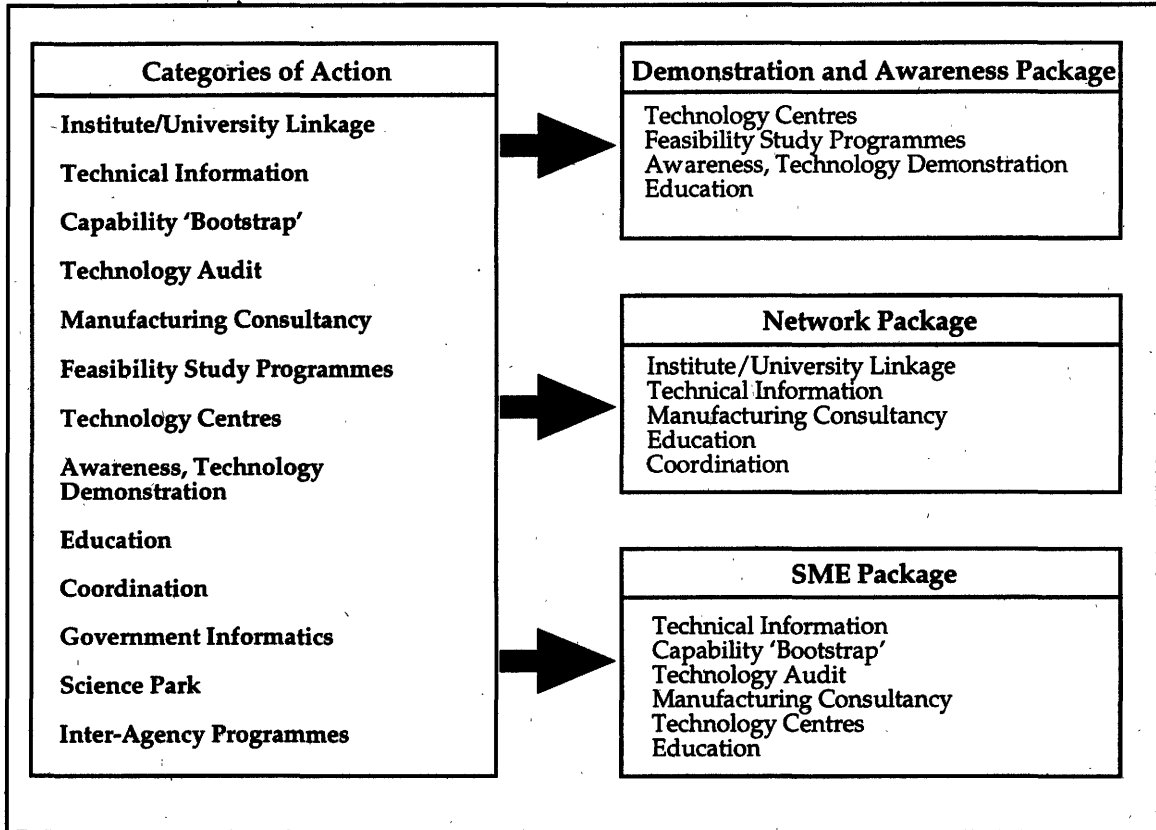 Categories of Action
Institute/University Linkage
Technical Information
Capability 'Bootstrap'
Technology Audit
Manufacturing Consultancy
Feasibility Study Programmes
Technology Centres
Awareness, Technology
Demonstration
Education
Coordination
Government Informatics
Science Park
Inter-Agency Programmes
Demonstration and Awareness Package
Technology Centres
Feasibility Study Programmes
Awareness, Technology Demonstration
Education
Network Package
Institute/University Linkage
Technical Information
Manufacturing Consultancy
Education
Coordination
SME Package
Technical Information
Capability 'Bootstrap'
Technology Audit
Manufacturing Consultancy
Technology Centres
Education